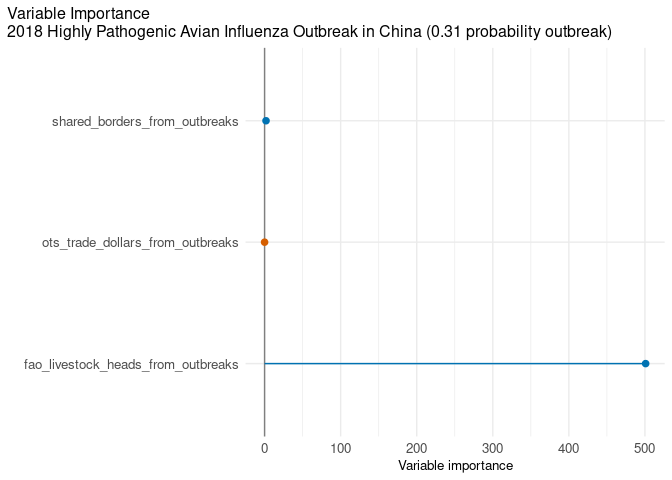 Variable Importance
2018 Highly Pathogenic Avian Influenza Outbreak in China (0.31 probability outbreak)
shared_borders_from_outbreaks
ots_trade_dollars_from_outbreaks
fao_livestock_heads_from_outbreaks
0 100 200 300 400 500
Variable importance